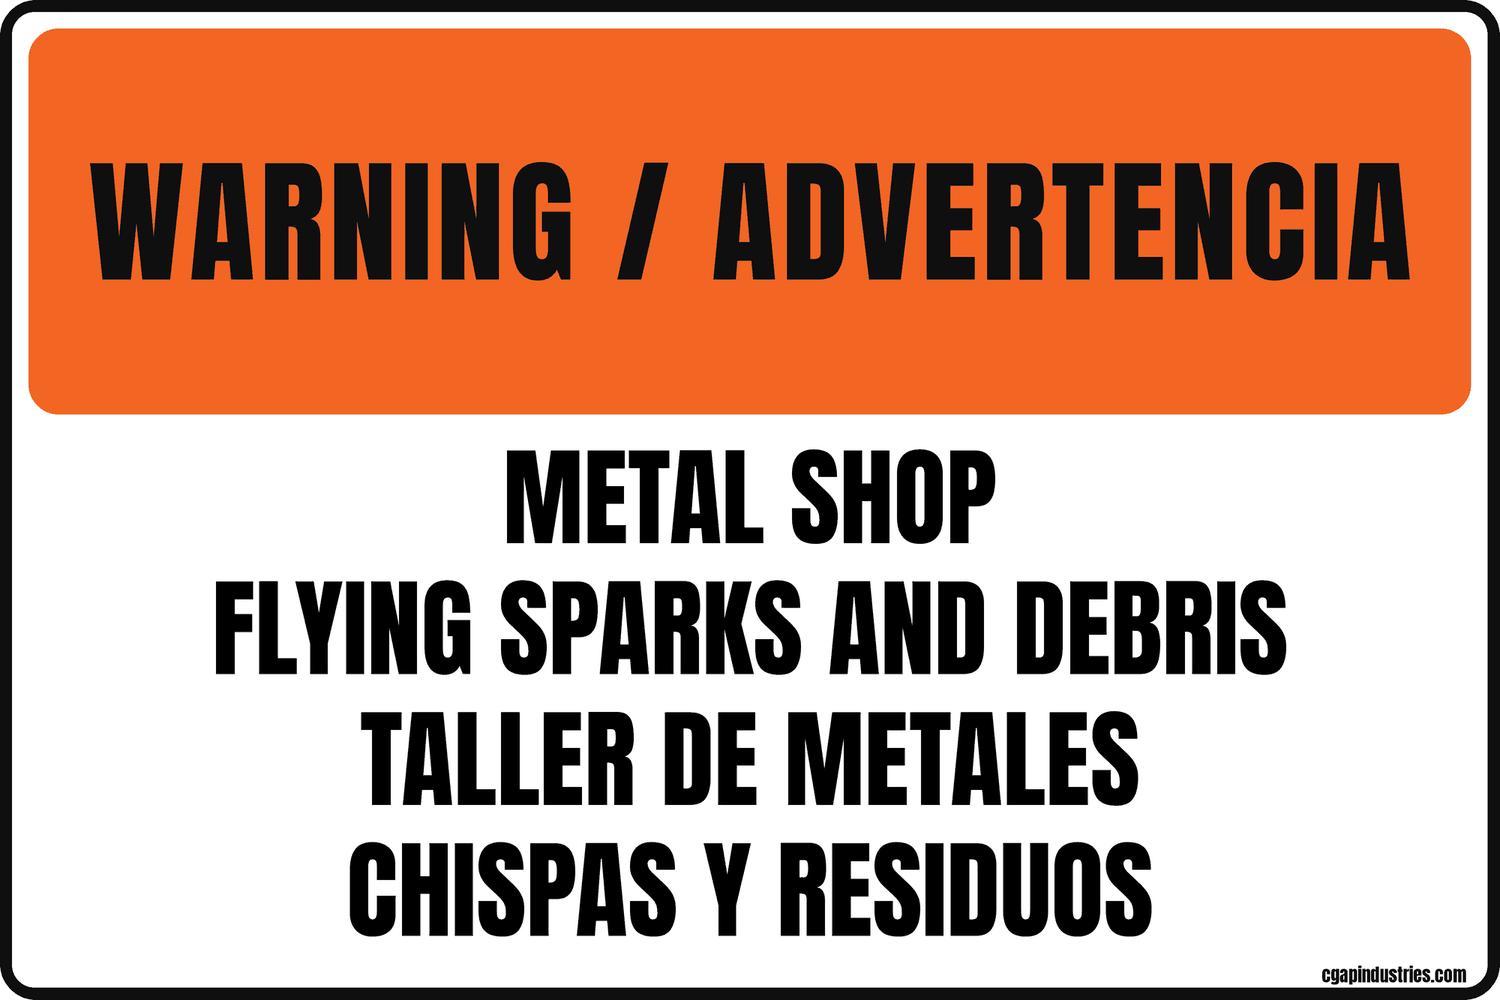 WARNING / ADVERTENCIA
METAL SHOP
FLYING SPARKS AND DEBRIS
TALLER DE METALES
CHISPAS Y RESIDUOS
cgapindustries.com